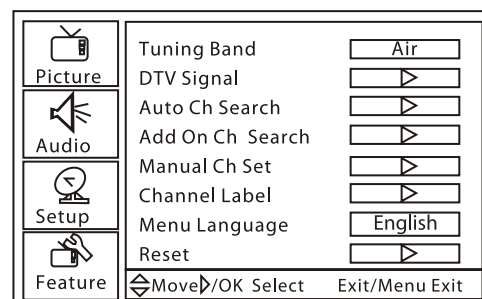 Picture
Audio
Setup
Feature
Tuning Band Air
DTV Signal
Auto Ch Search
Add On Ch Search
Manual Ch Set
Channel Label
Menu Language English
Reset
Move /OK Select Exit/Menu Exit